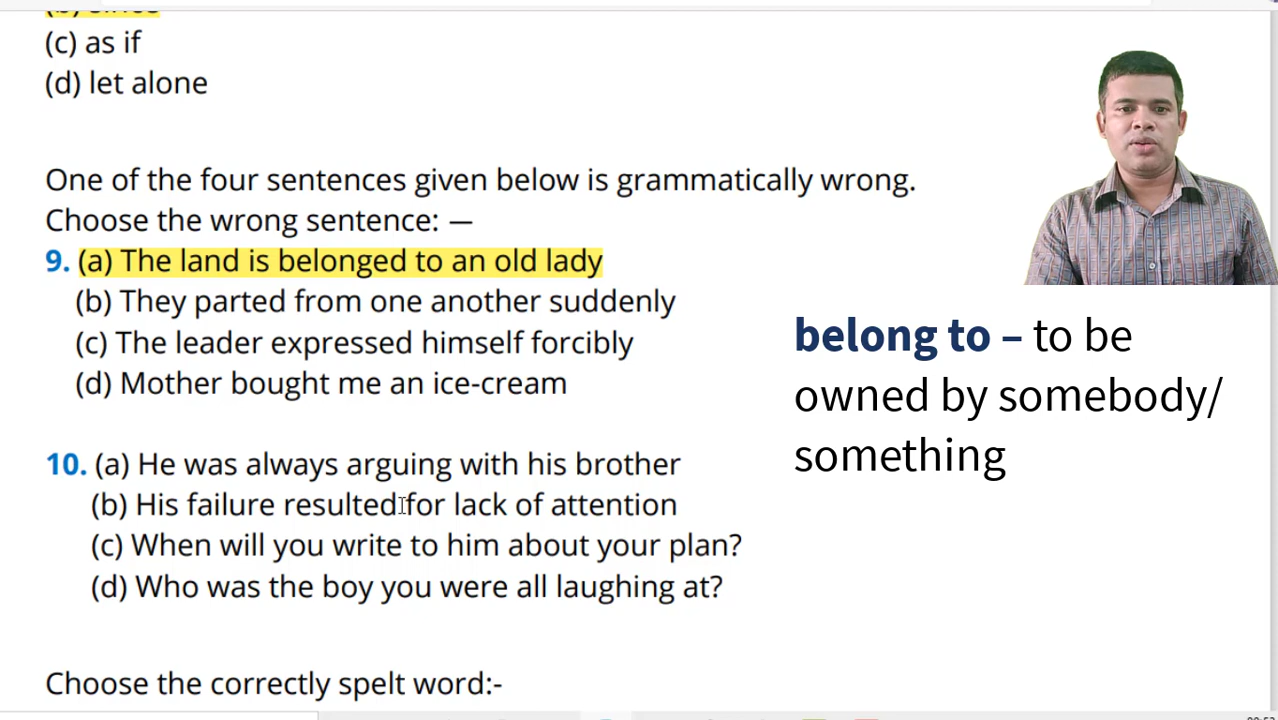 (b) since
(c) as if
(d) let alone
One of the four sentences given below is grammatically wrong.
Choose the wrong sentence: —
9. (a) The land is belonged to an old lady
(b) They parted from one another suddenly
(c) The leader expressed himself forcibly
(d) Mother bought me an ice-cream
belong to – to be
owned by somebody/
something
10. (a) He was always arguing with his brother
(b) His failure resulted for lack of attention
(c) When will you write to him about your plan?
(d) Who was the boy you were all laughing at?
Choose the correctly spelt word:-